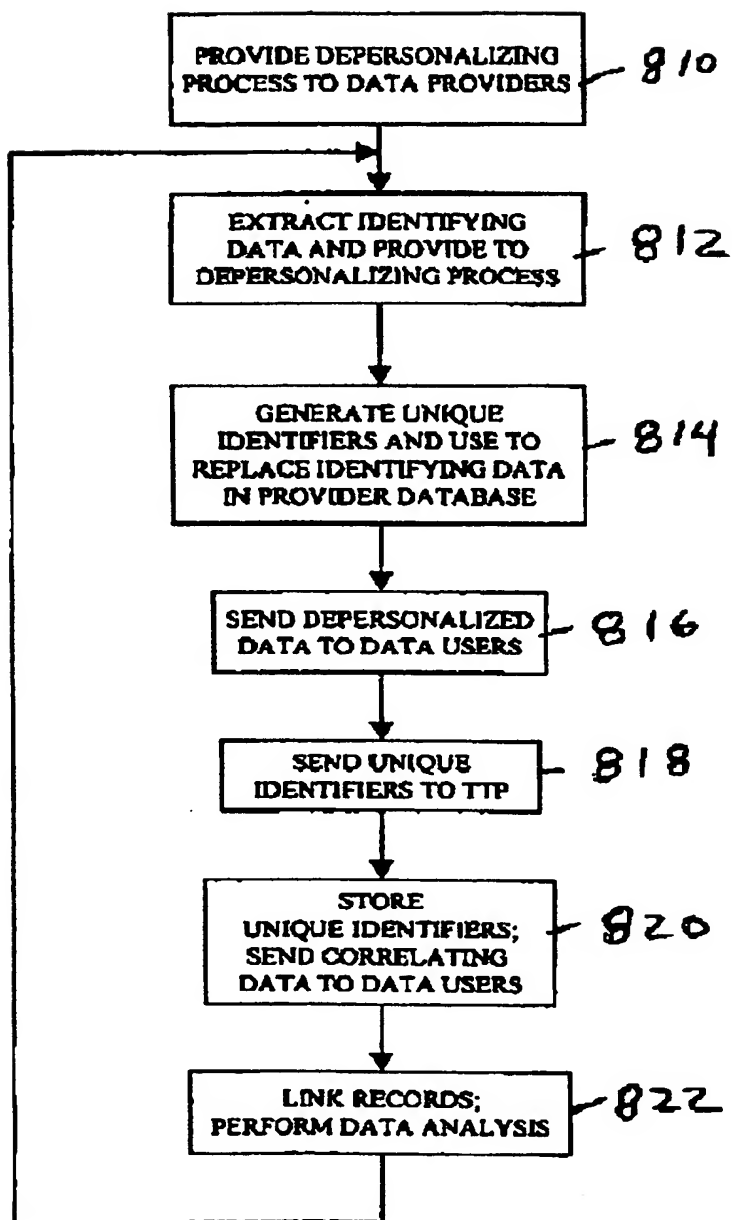 PROVIDE DEPERSONALIZING
PROCESS TO DATA PROVIDERS
810
EXTRACT IDENTIFYING
DATA AND PROVIDE TO
DEPERSONALIZING PROCESS
812
GENERATE UNIQUE
IDENTIFIERS AND USE TO
REPLACE IDENTIFYING DATA
IN PROVIDER DATABASE
814
SEND DEPERSONALIZED
DATA TO DATA USERS
816
SEND UNIQUE
IDENTIFIERS TO TTP
818
STORE
UNIQUE IDENTIFIERS;
SEND CORRELATING
DATA TO DATA USERS
820
LINK RECORDS;
PERFORM DATA ANALYSIS
822